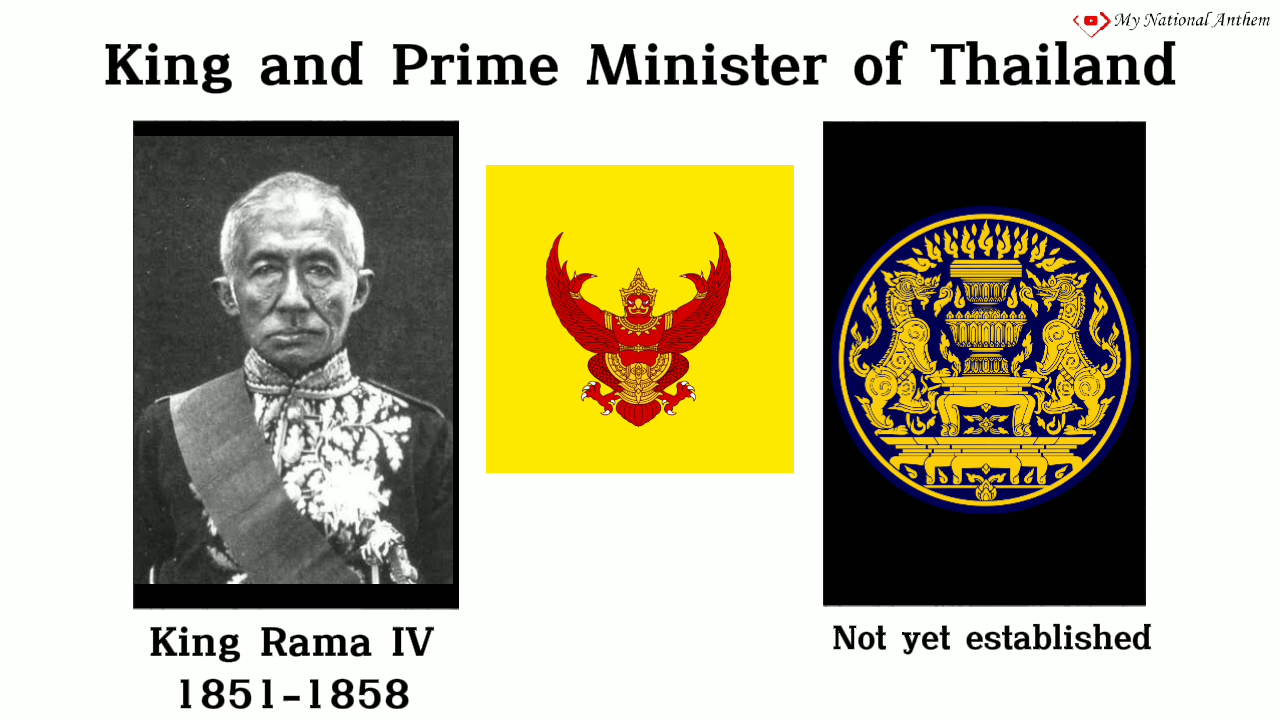 My National Anthem
King and Prime Minister of Thailand
King Rama IV
1851-1858
Not yet established